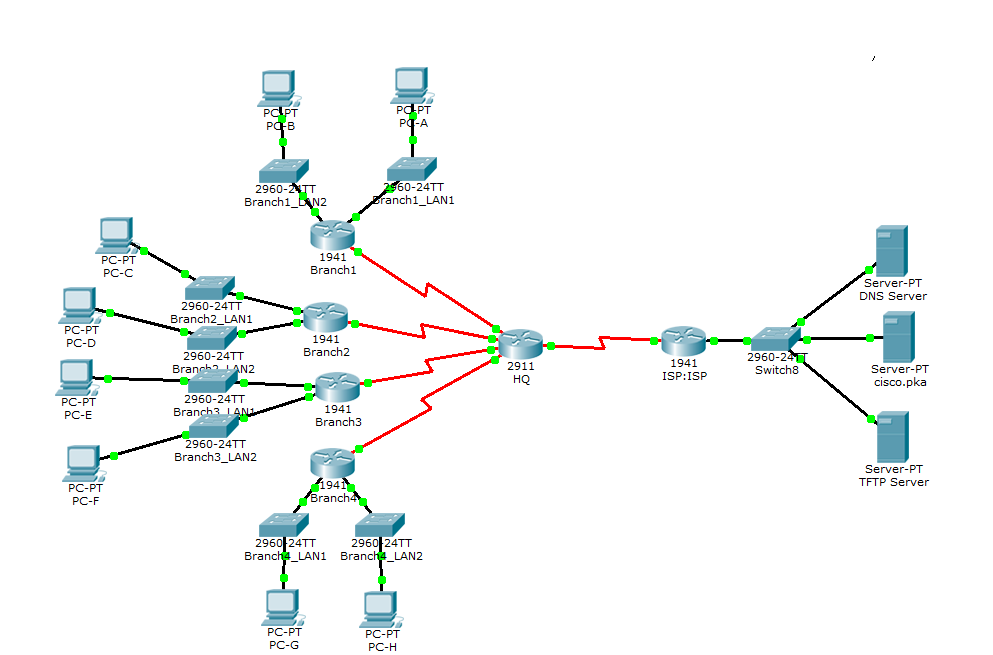 PC-PT
PC-B
PC-PT
PC-A
2960-24TT
Branch1_LAN2
2960-24TT
Branch1_LAN1
1941
Branch1
PC-PT
PC-C
2960-24TT
Branch2_LAN1
1941
Branch2
PC-PT
PC-D
2960-24TT
Branch2_LAN2
PC-PT
PC-E
2960-24TT
Branch3_LAN1
1941
Branch3
2960-24TT
Branch3_LAN2
PC-PT
PC-F
1941
Branch4
2960-24TT
Branch4_LAN1
2960-24TT
Branch4_LAN2
PC-PT
PC-G
PC-PT
PC-H
2911
HQ
1941
ISP:ISP
2960-24TT
Switch8
Server-PT
DNS Server
Server-PT
cisco.pka
Server-PT
TFTP Server